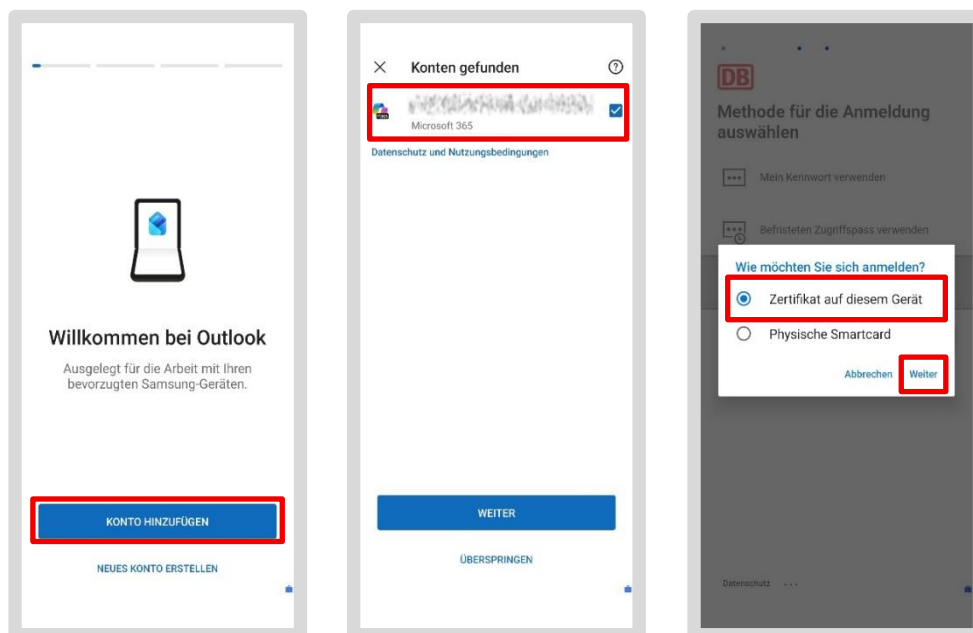 Willkommen bei Outlook
Ausgelegt für die Arbeit mit Ihren
bevorzugten Samsung-Geräten.
KONTO HINZUFÜGEN
NEUES KONTO ERSTELLEN
Konten gefunden
Microsoft 365
Datenschutz und Nutzungsbedingungen
WEITER
ÜBERSPRINGEN
DB
Methode für die Anmeldung
auswählen
Mein Kennwort verwenden
Befristeten Zugriffspass verwenden
Wie möchten Sie sich anmelden?
Zertifikat auf diesem Gerät
Physische Smartcard
Abbrechen Weiter
Datenschutz ...